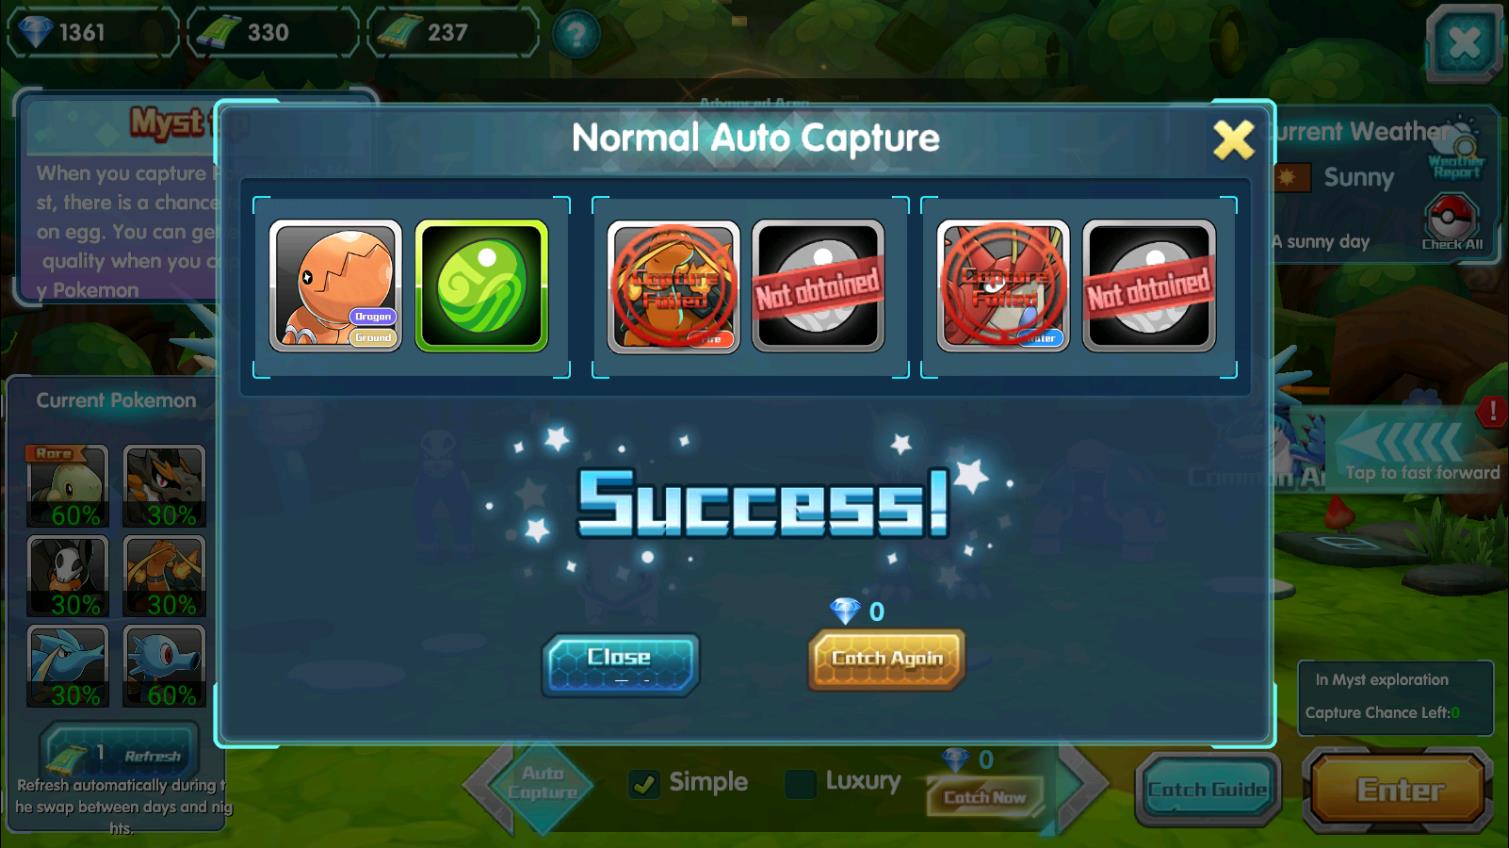 1361
330
237
?
Advanced Area
Normal Auto Capture
Myst
When you capture
st, there is a chance
on egg. You can ge
quality when you
y Pokemon
Current Weather
Weather
Report
Sunny
A sunny day
Check All
Dragon
Ground
Capture
Failed
Fire
Not obtained
Capture
Failed
Water
Not obtained
Current Pokemon
Rare
60%
30%
30%
30%
30%
60%
1 Refresh
Refresh automatically during t
he swap between days and nig
hts.
Success!
!
Tap to fast forward
0
Close
Catch Again
In Myst exploration
Capture Chance Left:0
Auto
Capture
Simple
Luxury
0
Catch Now
Catch Guide
Enter